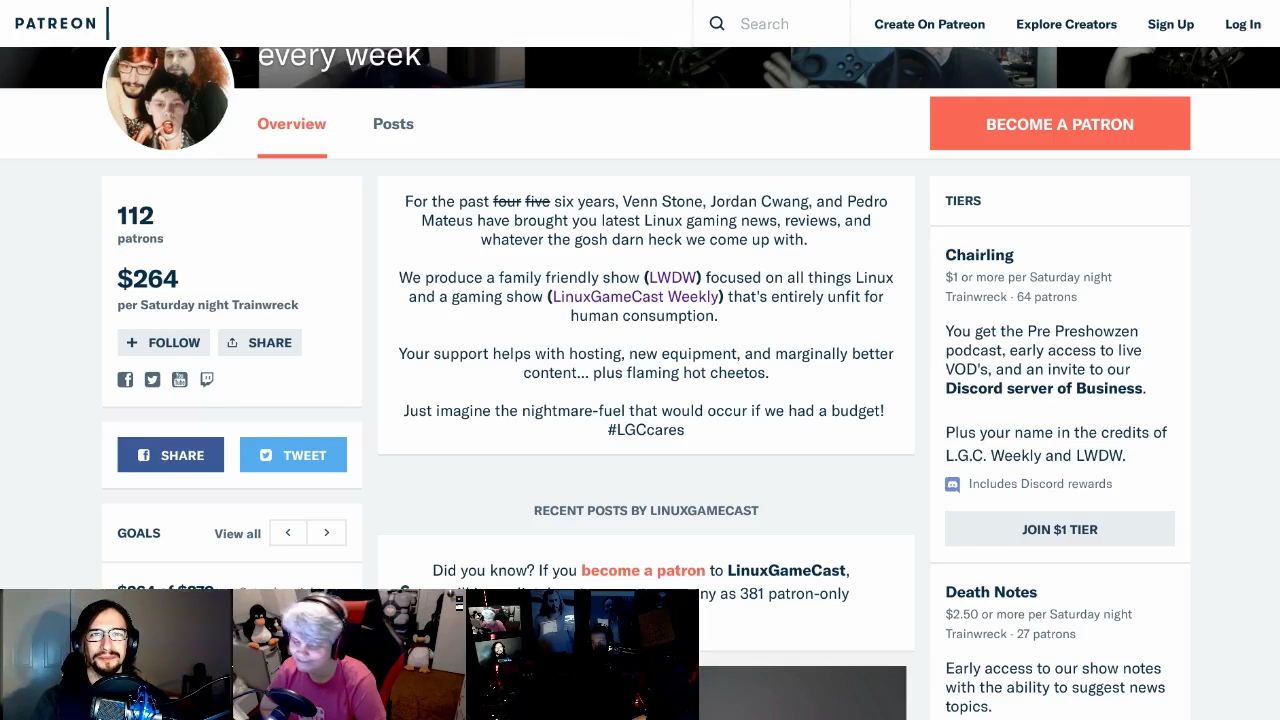 PATREON
Search
Create On Patreon
Explore Creators
Sign Up
Log In
every week
Overview
Posts
BECOME A PATRON
112
patrons
$264
per Saturday night Trainwreck
FOLLOW
SHARE
SHARE
TWEET
GOALS
View all
For the past four five six years, Venn Stone, Jordan Cwang, and Pedro
Mateus have brought you latest Linux gaming news, reviews, and
whatever the gosh darn heck we come up with.
We produce a family friendly show (LWDW) focused on all things Linux
and a gaming show (LinuxGameCast Weekly) that's entirely unfit for
human consumption.
Your support helps with hosting, new equipment, and marginally better
content... plus flaming hot cheetos.
Just imagine the nightmare-fuel that would occur if we had a budget!
#LGCcares
RECENT POSTS BY LINUXGAMECAST
Did you know? If you become a patron to LinuxGameCast,
as 381 patron-only
TIERS
Chairling
$1 or more per Saturday night
Trainwreck · 64 patrons
You get the Pre Preshowzen
podcast, early access to live
VOD's, and an invite to our
Discord server of Business.
Plus your name in the credits of
L.G.C. Weekly and LWDW.
Includes Discord rewards
JOIN $1 TIER
Death Notes
$2.50 or more per Saturday night
Trainwreck · 27 patrons
Early access to our show notes
with the ability to suggest news
topics.